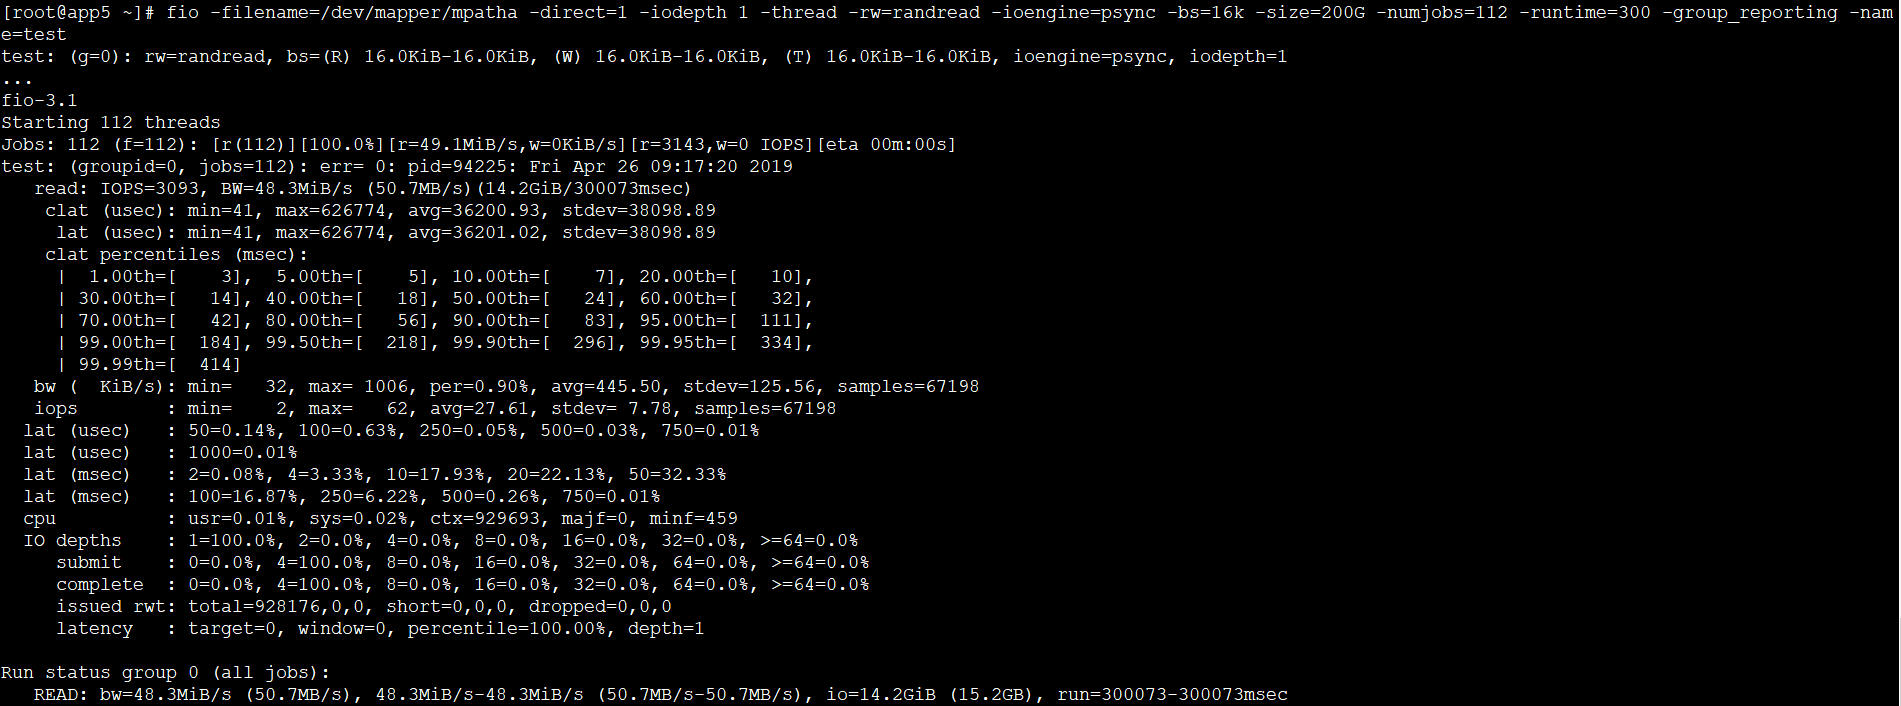 [root@app5 ~]# fio -filename=/dev/mapper/mpatha -direct=1 -iodepth 1 -thread -rw=randread -ioengine=psync -bs=16k -size=200G -numjobs=112 -runtime=300 -group_reporting -nam
e=test
test: (g=0): rw=randread, bs=(R) 16.0KiB-16.0KiB, (W) 16.0KiB-16.0KiB, (T) 16.0KiB-16.0KiB, ioengine=psync, iodepth=1
...
fio-3.1
Starting 112 threads
Jobs: 112 (f=112): [r(112)][100.0%][r=49.1MiB/s,w=0KiB/s][r=3143,w=0 IOPS][eta 00m:00s]
test: (groupid=0, jobs=112): err= 0: pid=94225: Fri Apr 26 09:17:20 2019
   read: IOPS=3093, BW=48.3MiB/s (50.7MB/s)(14.2GiB/300073msec)
    clat (usec): min=41, max=626774, avg=36200.93, stdev=38098.89
     lat (usec): min=41, max=626774, avg=36201.02, stdev=38098.89
    clat percentiles (msec):
     |  1.00th=[    3],  5.00th=[    5], 10.00th=[    7], 20.00th=[   10],
     | 30.00th=[   14], 40.00th=[   18], 50.00th=[   24], 60.00th=[   32],
     | 70.00th=[   42], 80.00th=[   56], 90.00th=[   83], 95.00th=[  111],
     | 99.00th=[  184], 99.50th=[  218], 99.90th=[  296], 99.95th=[  334],
     | 99.99th=[  414]
   bw (  KiB/s): min=   32, max= 1006, per=0.90%, avg=445.50, stdev=125.56, samples=67198
   iops        : min=    2, max=   62, avg=27.61, stdev= 7.78, samples=67198
  lat (usec)   : 50=0.14%, 100=0.63%, 250=0.05%, 500=0.03%, 750=0.01%
  lat (usec)   : 1000=0.01%
  lat (msec)   : 2=0.08%, 4=3.33%, 10=17.93%, 20=22.13%, 50=32.33%
  lat (msec)   : 100=16.87%, 250=6.22%, 500=0.26%, 750=0.01%
  cpu          : usr=0.01%, sys=0.02%, ctx=929693, majf=0, minf=459
  IO depths    : 1=100.0%, 2=0.0%, 4=0.0%, 8=0.0%, 16=0.0%, 32=0.0%, >=64=0.0%
     submit    : 0=0.0%, 4=100.0%, 8=0.0%, 16=0.0%, 32=0.0%, 64=0.0%, >=64=0.0%
     complete  : 0=0.0%, 4=100.0%, 8=0.0%, 16=0.0%, 32=0.0%, 64=0.0%, >=64=0.0%
     issued rwt: total=928176,0,0, short=0,0,0, dropped=0,0,0
     latency   : target=0, window=0, percentile=100.00%, depth=1

Run status group 0 (all jobs):
   READ: bw=48.3MiB/s (50.7MB/s), 48.3MiB/s-48.3MiB/s (50.7MB/s-50.7MB/s), io=14.2GiB (15.2GB), run=300073-300073msec